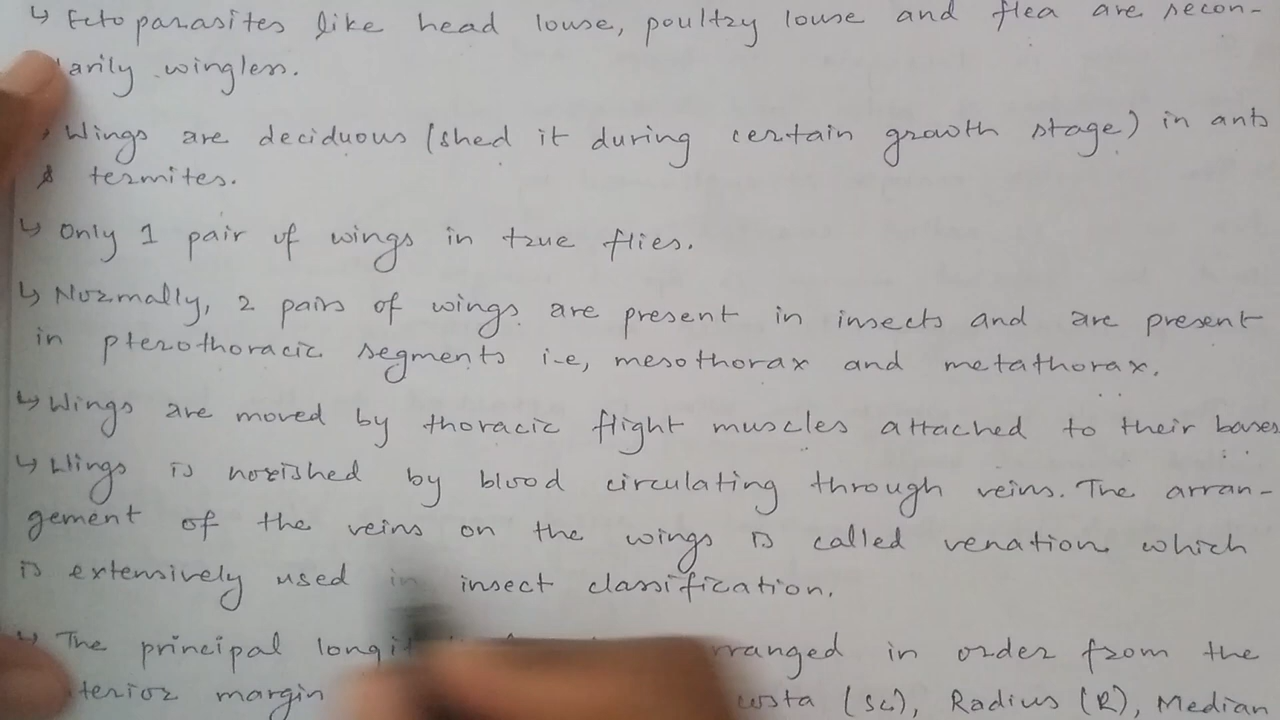 ↳ Ectoparasites like head louse, poultry louse and flea are secon-
arily wingless.
Wings are deciduous (shed it during certain growth stage) in ants
& termites.
↳ Only 1 pair of wings in true flies.
↳ Normally, 2 pairs of wings are present in insects and are present
in pterothoracic segments i.e, mesothorax and metathorax.
↳ Wings are moved by thoracic flight muscles attached to their bases
↳ Wings is norished by blood circulating through veins. The arran-
gement of the veins on the wings is called venation which
is extensively used in insect classification.
↳ The principal longit rranged in order from the
terior margin usta (Sc), Radius (R), Median